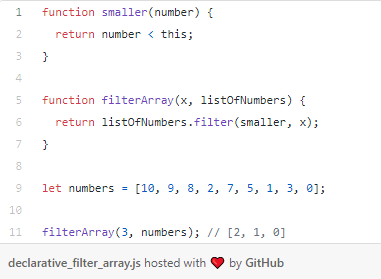 1 function smaller(number) {
2   return number < this;
3 }
4
5 function filterArray(x, listOfNumbers) {
6   return listOfNumbers.filter(smaller, x);
7 }
8
9 let numbers = [10, 9, 8, 2, 7, 5, 1, 3, 0];
10
11 filterArray(3, numbers); // [2, 1, 0]
declarative_filter_array.js hosted with ❤ by GitHub